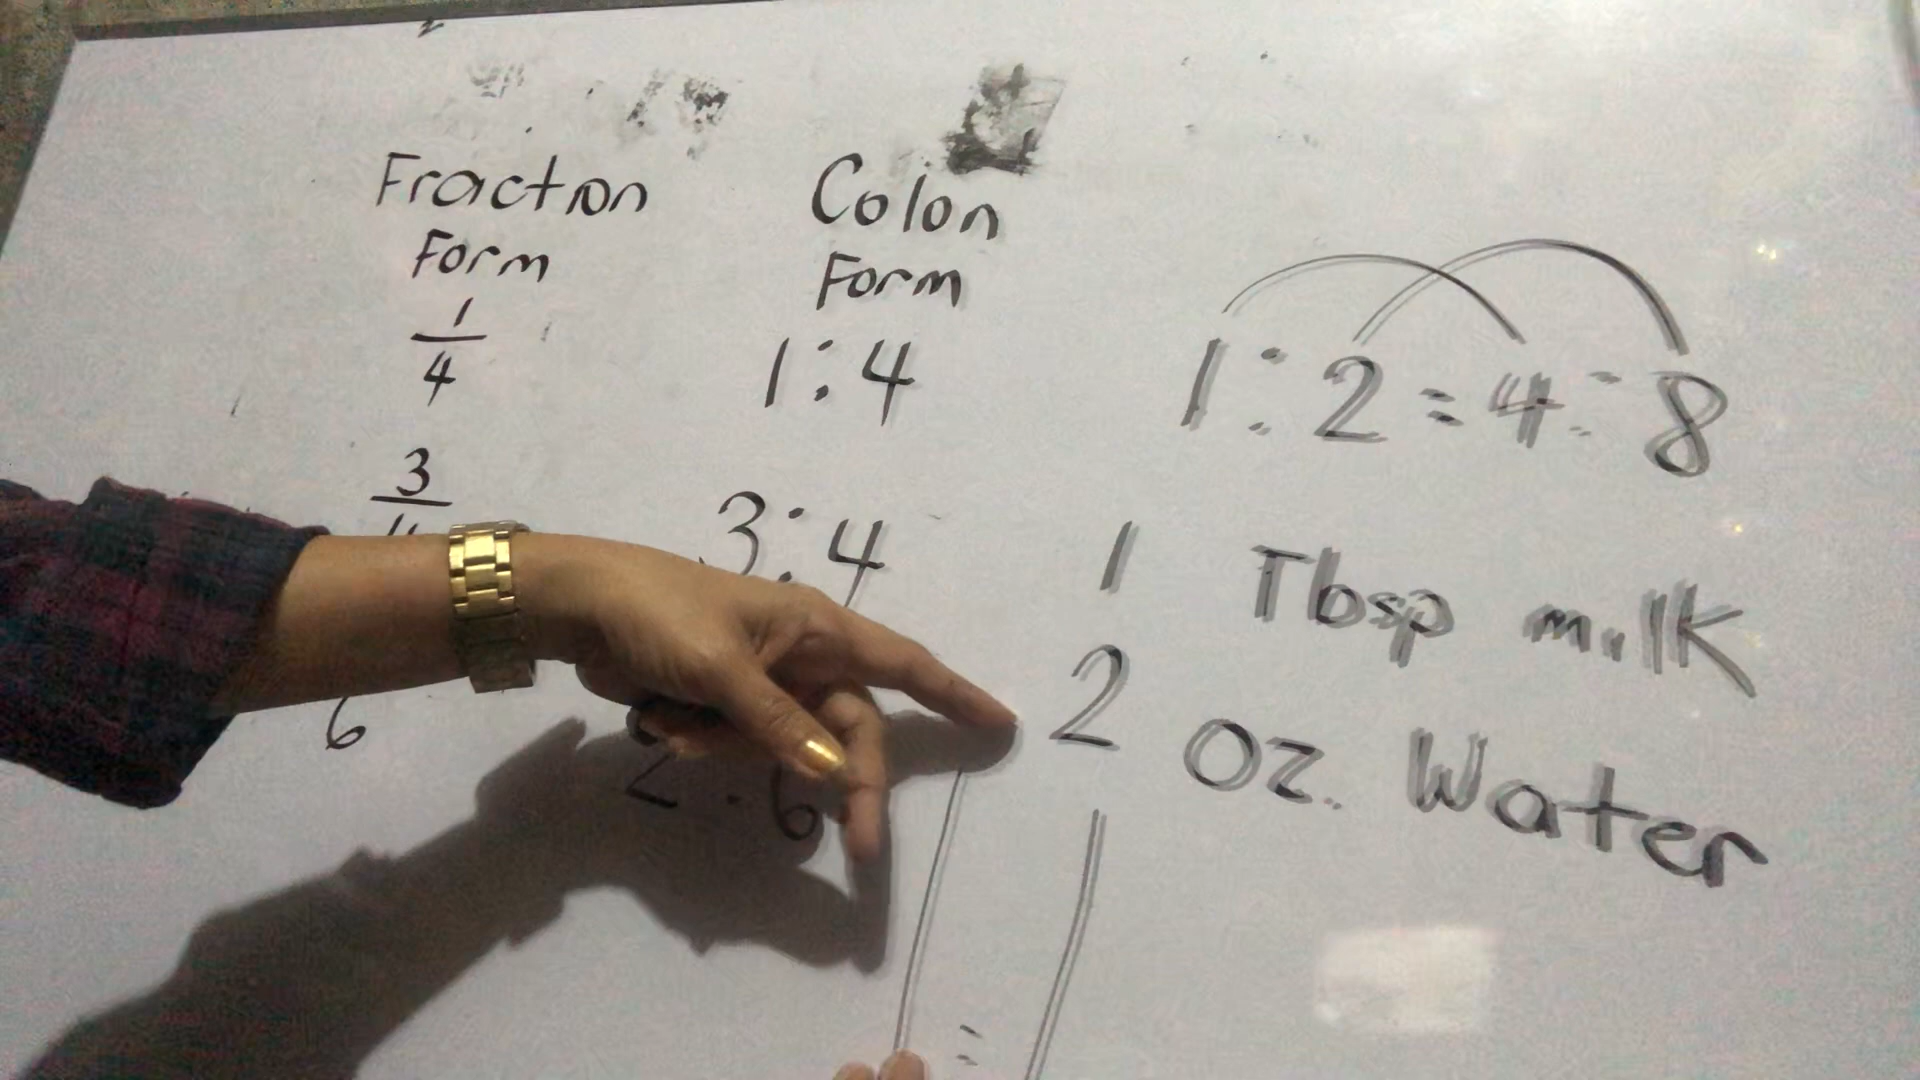 Fraction
Form
1
4
3
6
Colon
Form
1:4
3:4
2:6
1:2=4:8
1 Tbsp milk
2 oz. Water
=